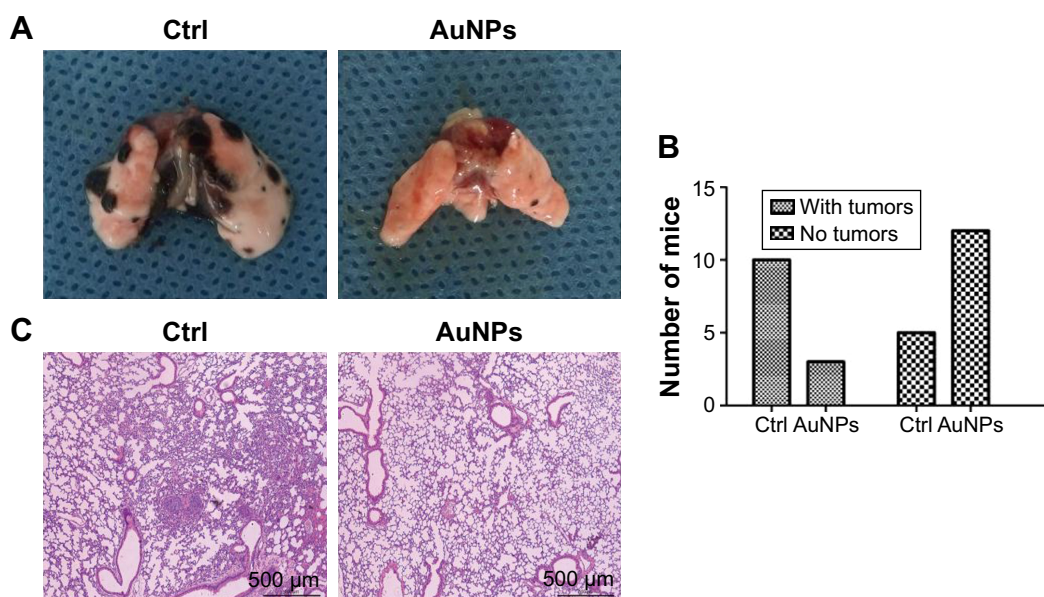 A
Ctrl
AuNPs
B
15
10
5
0
Number of mice
With tumors
No tumors
Ctrl AuNPs
Ctrl AuNPs
C
Ctrl
AuNPs
500 µm
500 µm